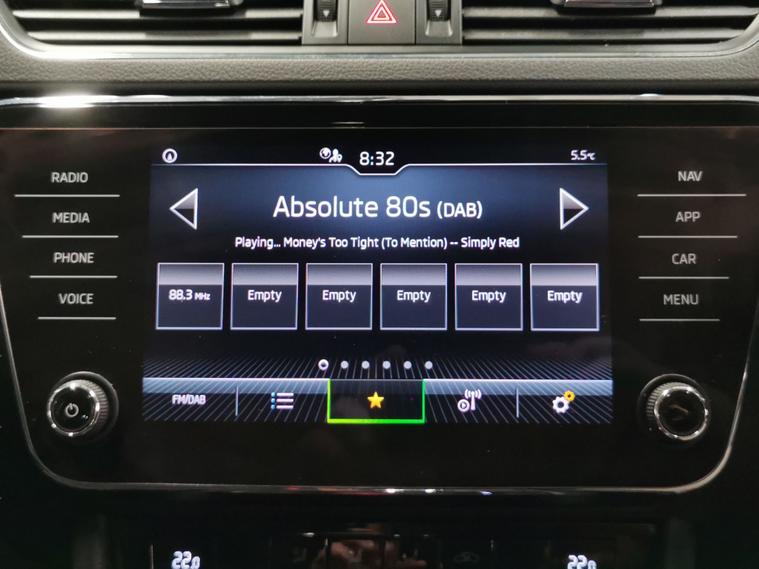 8:32
5.5°C
RADIO
MEDIA
PHONE
VOICE
NAV
APP
CAR
MENU
Absolute 80s (DAB)
Playing... Money's Too Tight (To Mention) -- Simply Red
88.3 MHz
Empty
Empty
Empty
Empty
Empty
FM/DAB
22.0
22.0